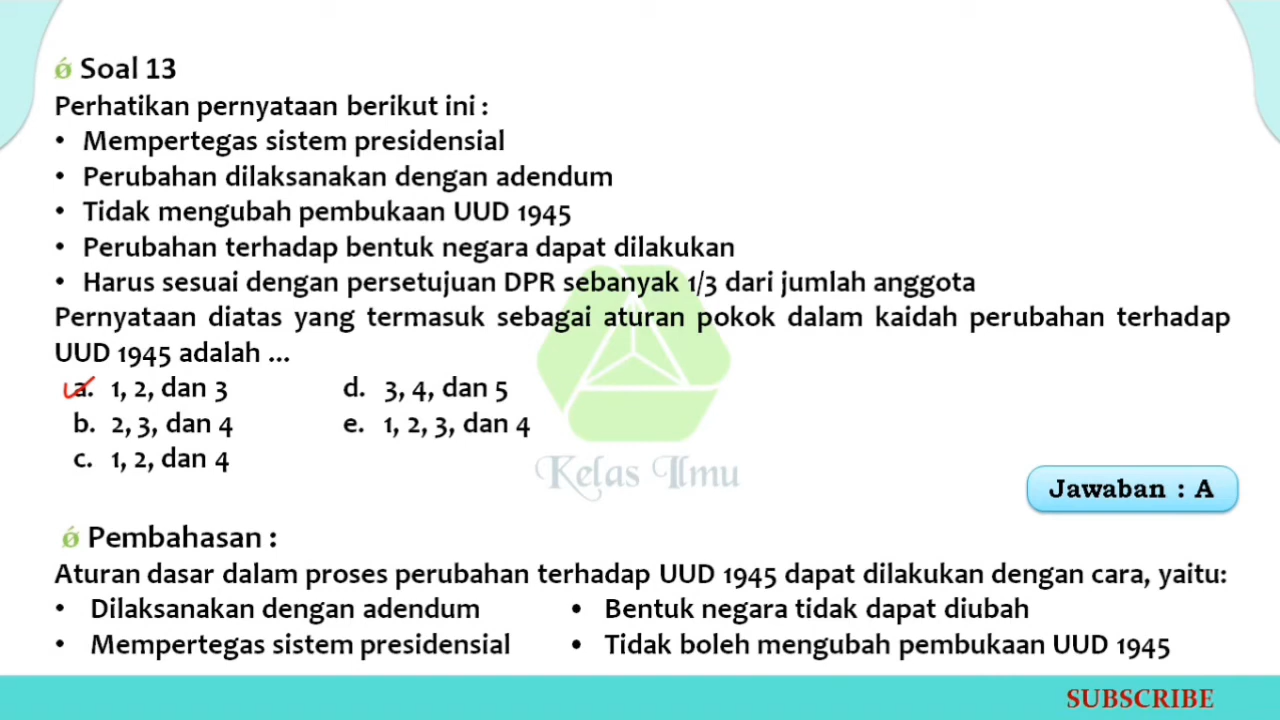 ǿ Soal 13
Perhatikan pernyataan berikut ini :
• Mempertegas sistem presidensial
• Perubahan dilaksanakan dengan adendum
• Tidak mengubah pembukaan UUD 1945
• Perubahan terhadap bentuk negara dapat dilakukan
• Harus sesuai dengan persetujuan DPR sebanyak 1/3 dari jumlah anggota
Pernyataan diatas yang termasuk sebagai aturan pokok dalam kaidah perubahan terhadap
UUD 1945 adalah ...
a. 1, 2, dan 3 d. 3, 4, dan 5
b. 2, 3, dan 4 e. 1, 2, 3, dan 4
c. 1, 2, dan 4
Kelas Ilmu
Jawaban : A
ǿ Pembahasan :
Aturan dasar dalam proses perubahan terhadap UUD 1945 dapat dilakukan dengan cara, yaitu:
• Dilaksanakan dengan adendum • Bentuk negara tidak dapat diubah
• Mempertegas sistem presidensial • Tidak boleh mengubah pembukaan UUD 1945
SUBSCRIBE